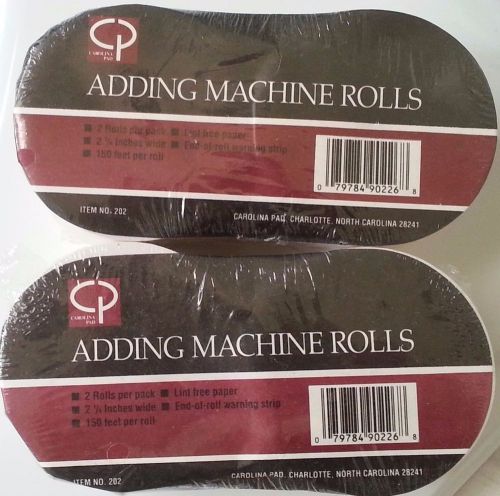 CP
CAROLINA
PAD
ADDING MACHINE ROLLS
■ 2 Rolls per pack ■ Lint free paper
■ 2 ¼ Inches wide ■ End-of-roll warning strip
■ 150 feet per roll
0 79784 90226 8
ITEM NO. 202 CAROLINA PAD, CHARLOTTE, NORTH CAROLINA 28241
CP
CAROLINA
PAD
ADDING MACHINE ROLLS
■ 2 Rolls per pack ■ Lint free paper
■ 2 ¼ Inches wide ■ End-of-roll warning strip
■ 150 feet per roll
0 79784 90226 8
ITEM NO. 202 CAROLINA PAD, CHARLOTTE, NORTH CAROLINA 28241